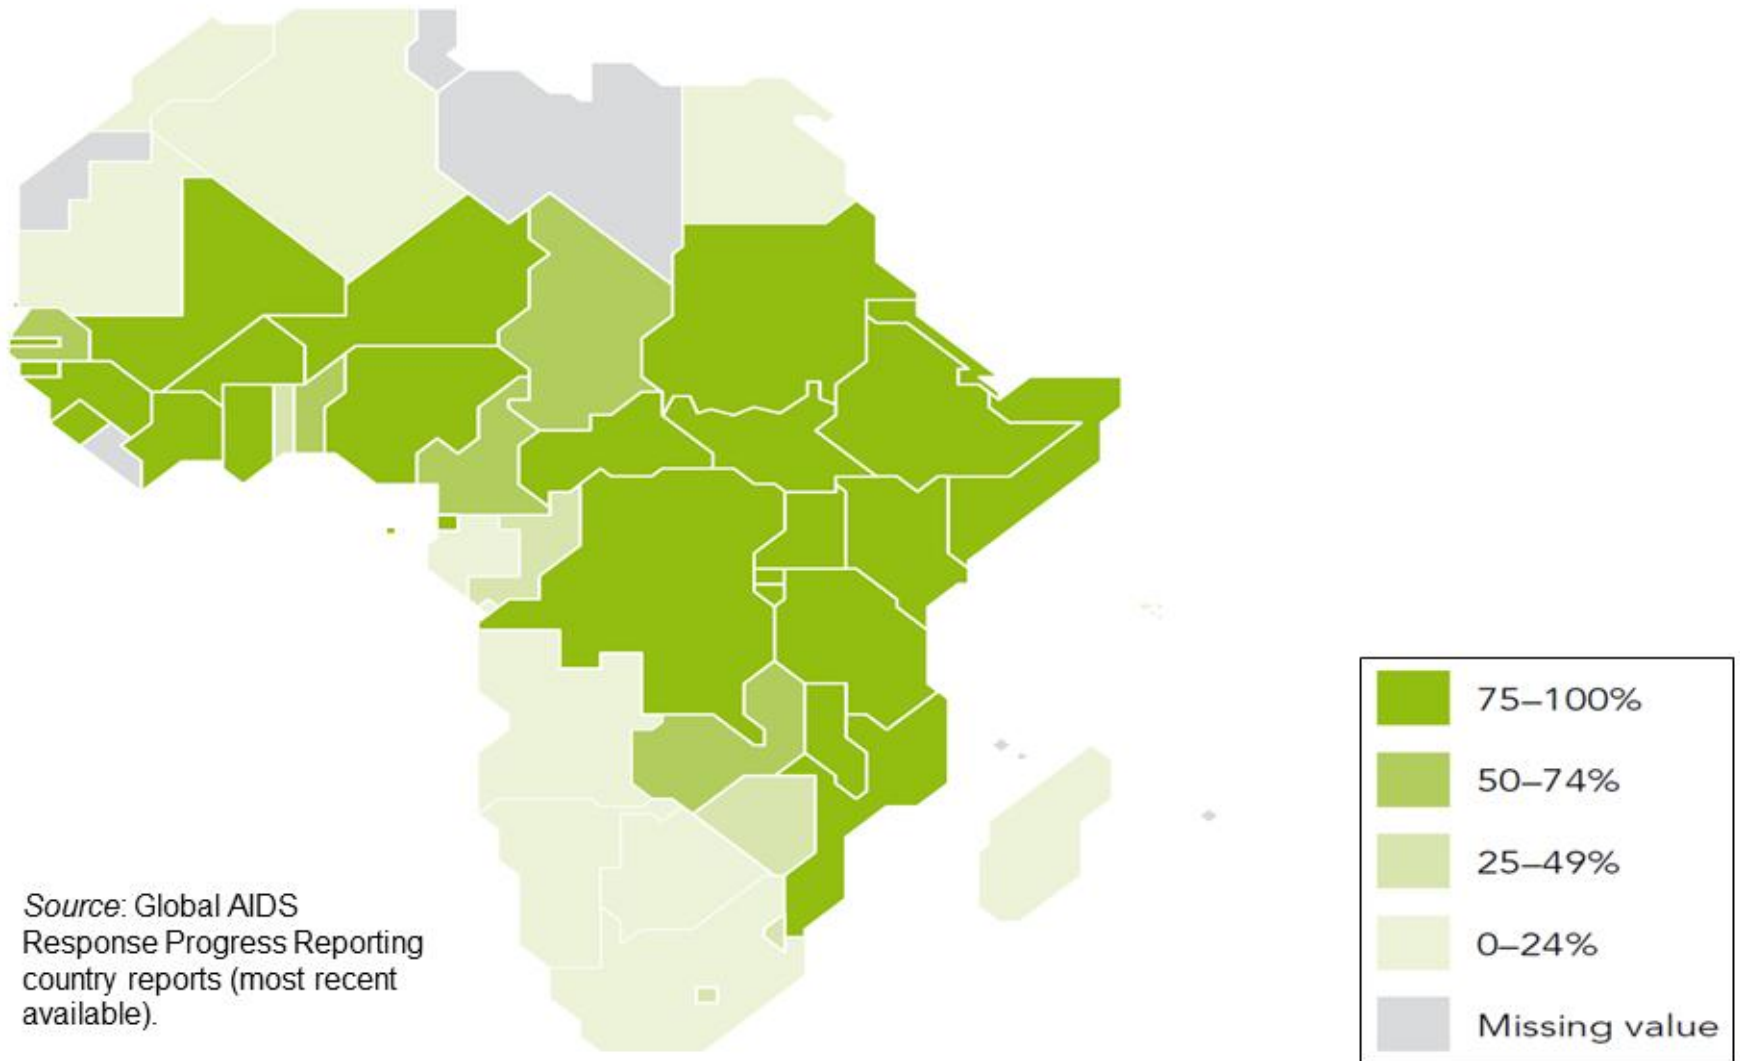 Source: Global AIDS
Response Progress Reporting
country reports (most recent
available).
75–100%
50–74%
25–49%
0–24%
Missing value